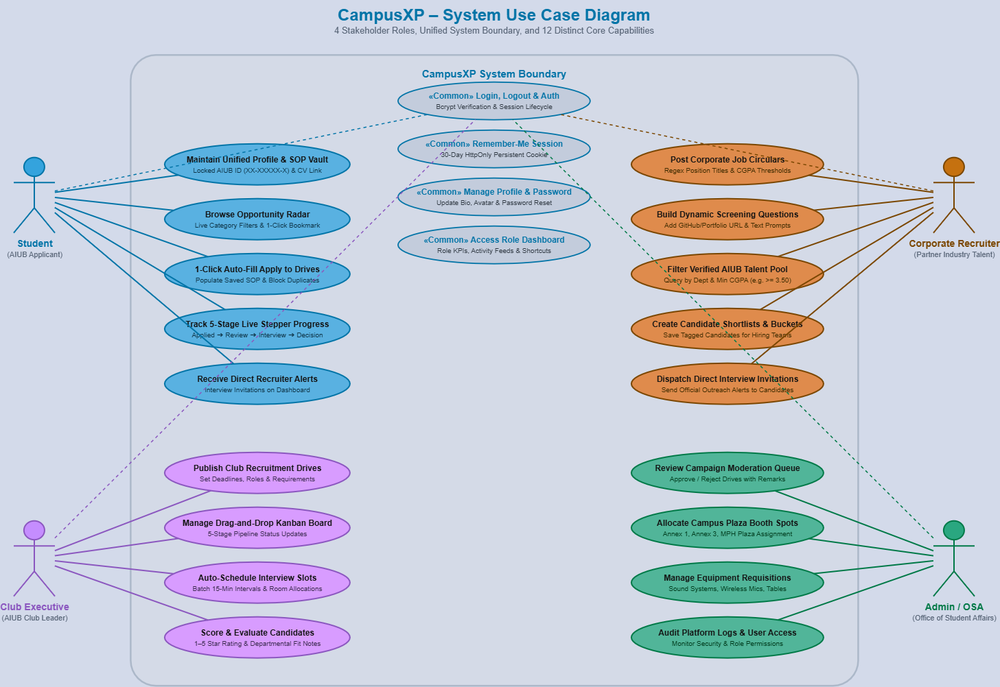 CampusXP – System Use Case Diagram
4 Stakeholder Roles, Unified System Boundary, and 12 Distinct Core Capabilities
CampusXP System Boundary
«Common» Login, Logout & Auth
Bcrypt Verification & Session Lifecycle
«Common» Remember-Me Session
30-Day HttpOnly Persistent Cookie
«Common» Manage Profile & Password
Update Bio, Avatar & Password Reset
«Common» Access Role Dashboard
Role KPIs, Activity Feeds & Shortcuts
Student
(AIUB Applicant)
Maintain Unified Profile & SOP Vault
Locked AIUB ID (XX-XXXXX-X) & CV Link
Browse Opportunity Radar
Live Category Filters & 1-Click Bookmark
1-Click Auto-Fill Apply to Drives
Populate Saved SOP & Block Duplicates
Track 5-Stage Live Stepper Progress
Applied ➔ Review ➔ Interview ➔ Decision
Receive Direct Recruiter Alerts
Interview Invitations on Dashboard
Post Corporate Job Circulars
Regex Position Titles & CGPA Thresholds
Build Dynamic Screening Questions
Add GitHub/Portfolio URL & Text Prompts
Filter Verified AIUB Talent Pool
Query by Dept & Min CGPA (e.g. >= 3.50)
Create Candidate Shortlists & Buckets
Save Tagged Candidates for Hiring Teams
Dispatch Direct Interview Invitations
Send Official Outreach Alerts to Candidates
Corporate Recruiter
(Partner Industry Talent)
Club Executive
(AIUB Club Leader)
Publish Club Recruitment Drives
Set Deadlines, Roles & Requirements
Manage Drag-and-Drop Kanban Board
5-Stage Pipeline Status Updates
Auto-Schedule Interview Slots
Batch 15-Min Intervals & Room Allocations
Score & Evaluate Candidates
1–5 Star Rating & Departmental Fit Notes
Review Campaign Moderation Queue
Approve / Reject Drives with Remarks
Allocate Campus Plaza Booth Spots
Annex 1, Annex 3, MPH Plaza Assignment
Manage Equipment Requisitions
Sound Systems, Wireless Mics, Tables
Audit Platform Logs & User Access
Monitor Security & Role Permissions
Admin / OSA
(Office of Student Affairs)